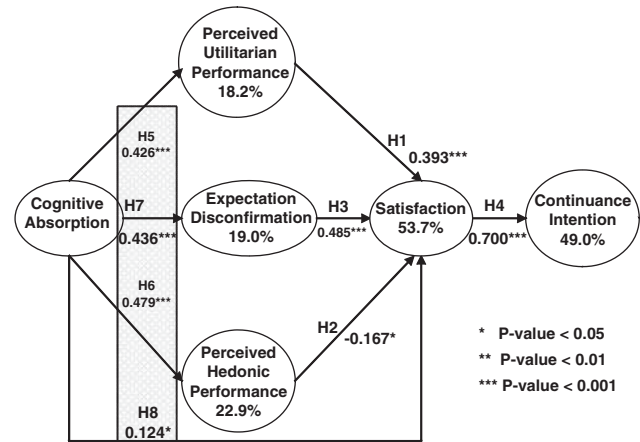 Perceived
Utilitarian
Performance
18.2%
H5
0.426***
H1
0.393***
Cognitive
Absorption
H7
0.436***
Expectation
Disconfirmation
19.0%
H3
0.485***
Satisfaction
53.7%
H4
0.700***
Continuance
Intention
49.0%
H6
0.479***
H2
-0.167*
Perceived
Hedonic
Performance
22.9%
H8
0.124*
* P-value < 0.05
** P-value < 0.01
*** P-value < 0.001